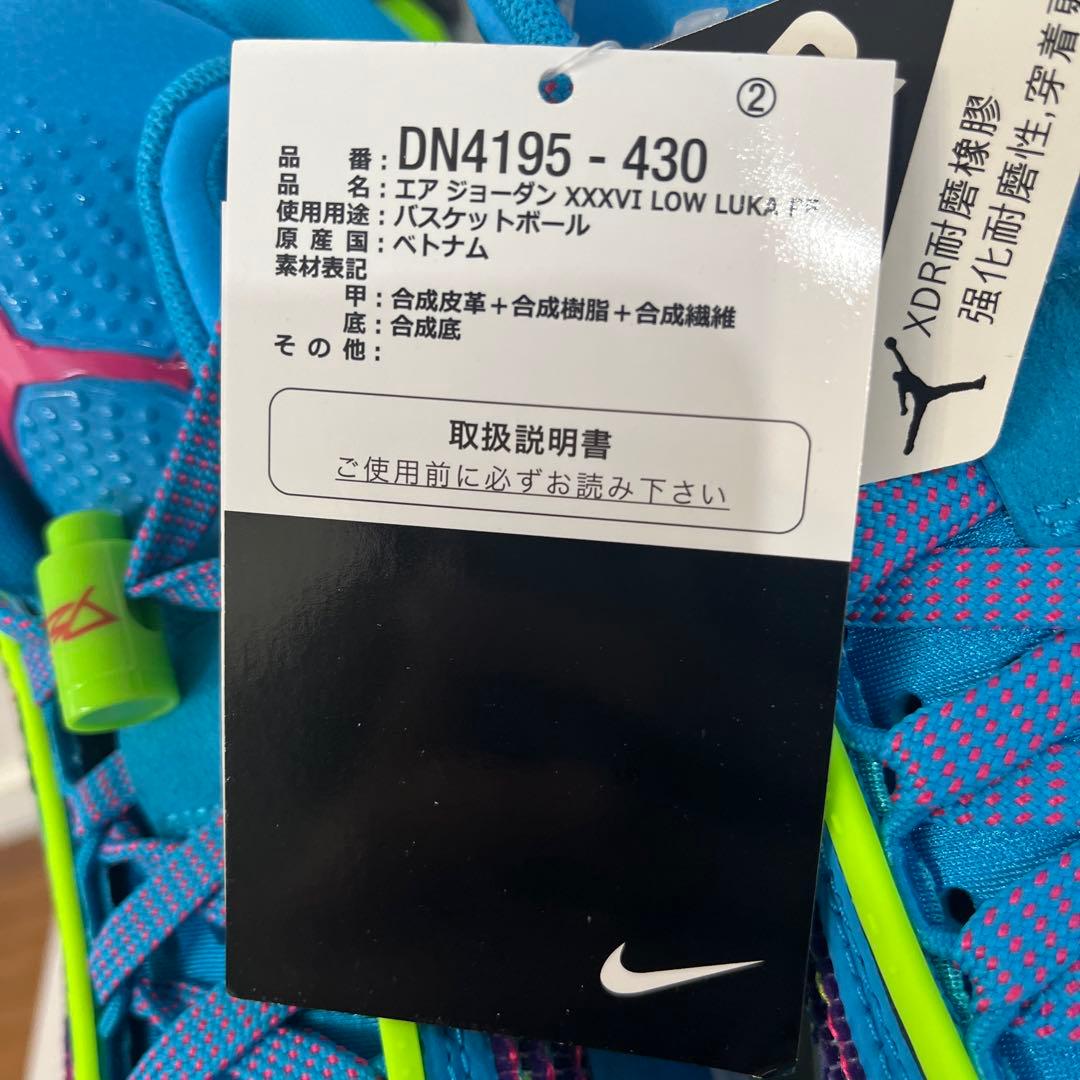 ②
品 番 : DN4195 - 430
品 名 : エア ジョーダン XXXVI LOW LUKA PF
使用用途 : バスケットボール
原 産 国 : ベトナム
素材表記
甲 : 合成皮革＋合成樹脂＋合成繊維
底 : 合成底
そ の 他 :
取扱説明書
ご使用前に必ずお読み下さい
XDR耐磨橡膠
强化耐磨性,穿着